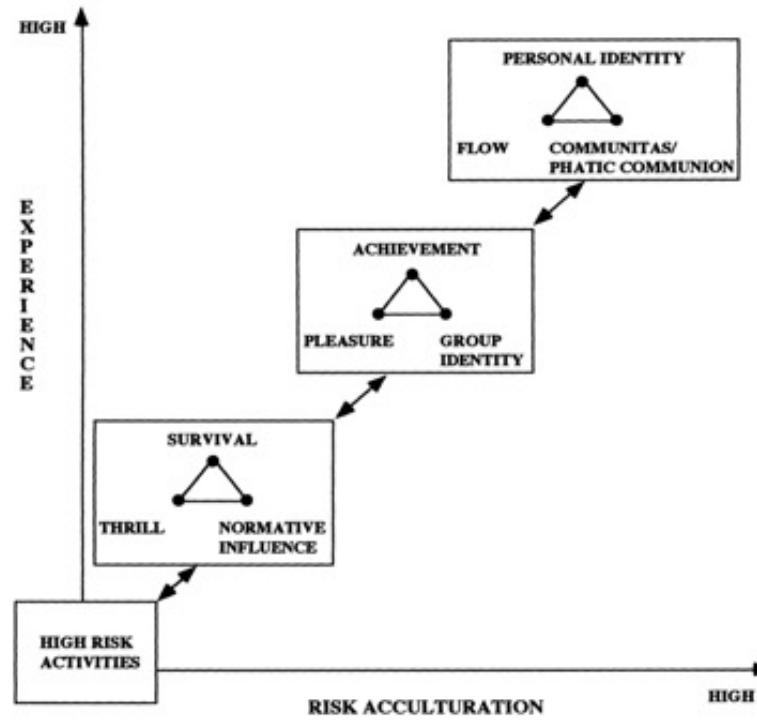 HIGH
PERSONAL IDENTITY
FLOW
COMMUNITAS/
PHATIC COMMUNION
EXPERIENCE
ACHIEVEMENT
PLEASURE
GROUP
IDENTITY
SURVIVAL
THRILL
NORMATIVE
INFLUENCE
HIGH RISK
ACTIVITIES
RISK ACCULTURATION
HIGH